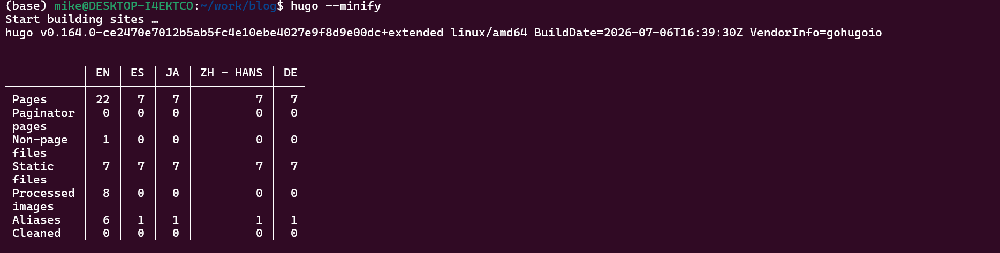 (base) mike@DESKTOP-I4EKTCO:~/work/blog$ hugo --minify
Start building sites …
hugo v0.164.0-ce2470e7012b5ab5fc4e10ebe4027e9f8d9e00dc+extended linux/amd64 BuildDate=2026-07-06T16:39:30Z VendorInfo=gohugoio
│ EN │ ES │ JA │ ZH - HANS │ DE
Pages │ 22 │ 7 │ 7 │ 7 │ 7
Paginator │ 0 │ 0 │ 0 │ 0 │ 0
pages
Non-page │ 1 │ 0 │ 0 │ 0 │ 0
files
Static │ 7 │ 7 │ 7 │ 7 │ 7
files
Processed │ 8 │ 0 │ 0 │ 0 │ 0
images
Aliases │ 6 │ 1 │ 1 │ 1 │ 1
Cleaned │ 0 │ 0 │ 0 │ 0 │ 0